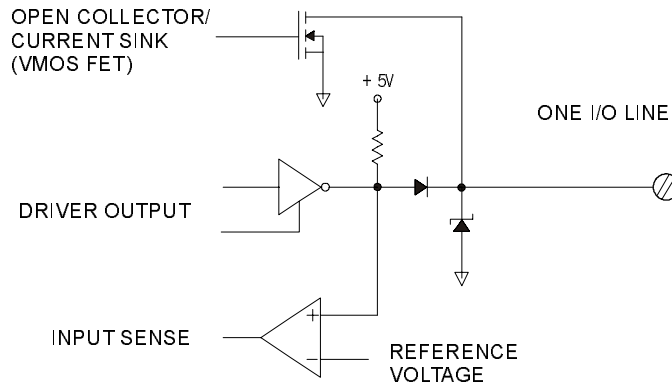 OPEN COLLECTOR/
CURRENT SINK
(VMOS FET)
+ 5V
ONE I/O LINE
DRIVER OUTPUT
+
INPUT SENSE
–
REFERENCE
VOLTAGE